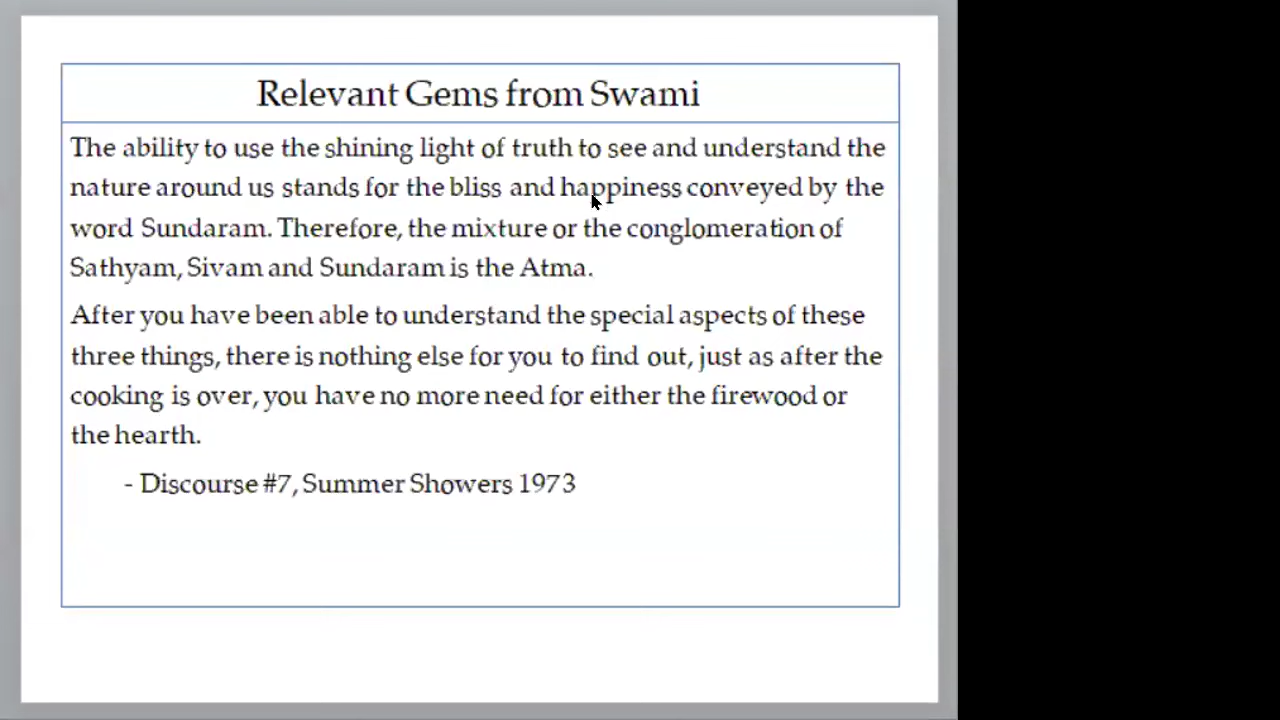 Relevant Gems from Swami
The ability to use the shining light of truth to see and understand the
nature around us stands for the bliss and happiness conveyed by the
word Sundaram. Therefore, the mixture or the conglomeration of
Sathyam, Sivam and Sundaram is the Atma.
After you have been able to understand the special aspects of these
three things, there is nothing else for you to find out, just as after the
cooking is over, you have no more need for either the firewood or
the hearth.
- Discourse #7, Summer Showers 1973